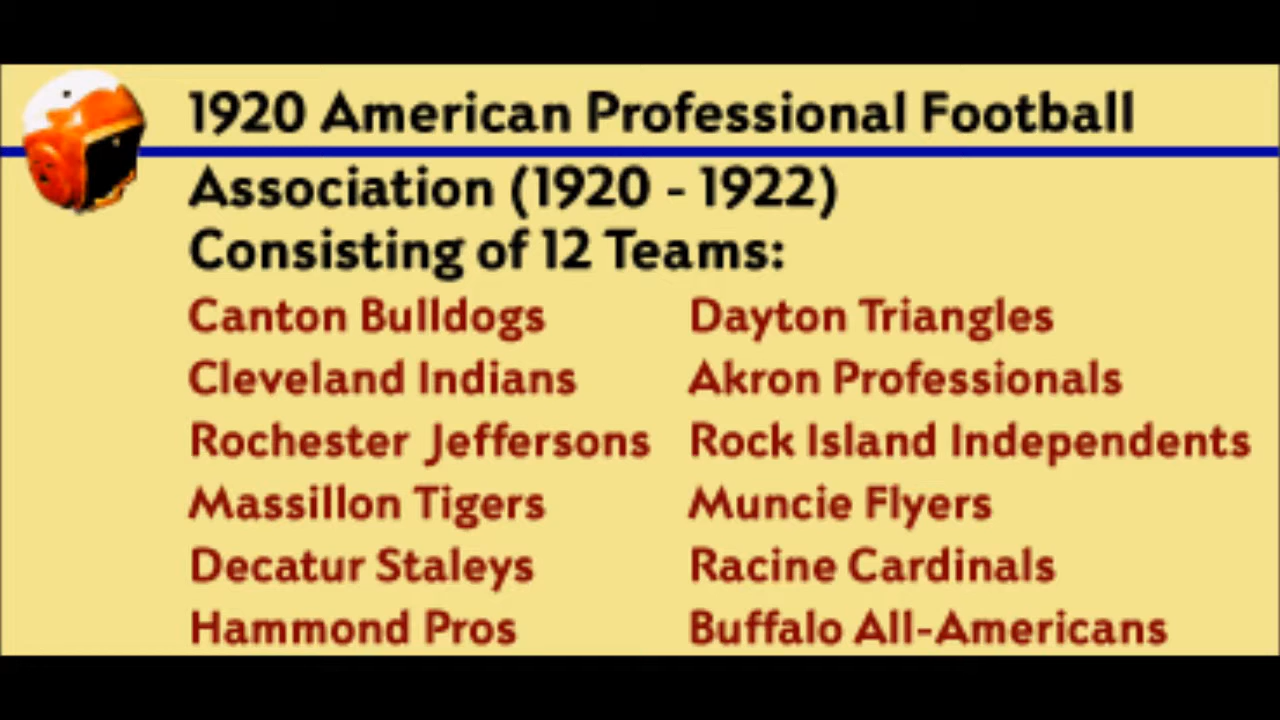 1920 American Professional Football
Association (1920 - 1922)
Consisting of 12 Teams:
Canton Bulldogs Dayton Triangles
Cleveland Indians Akron Professionals
Rochester Jeffersons Rock Island Independents
Massillon Tigers Muncie Flyers
Decatur Staleys Racine Cardinals
Hammond Pros Buffalo All-Americans